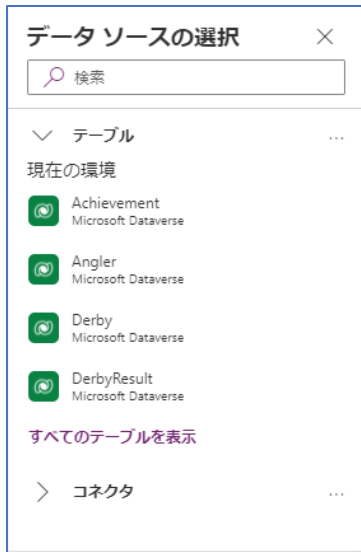 データ ソースの選択
検索
テーブル
現在の環境
Achievement
Microsoft Dataverse
Angler
Microsoft Dataverse
Derby
Microsoft Dataverse
DerbyResult
Microsoft Dataverse
すべてのテーブルを表示
コネクタ